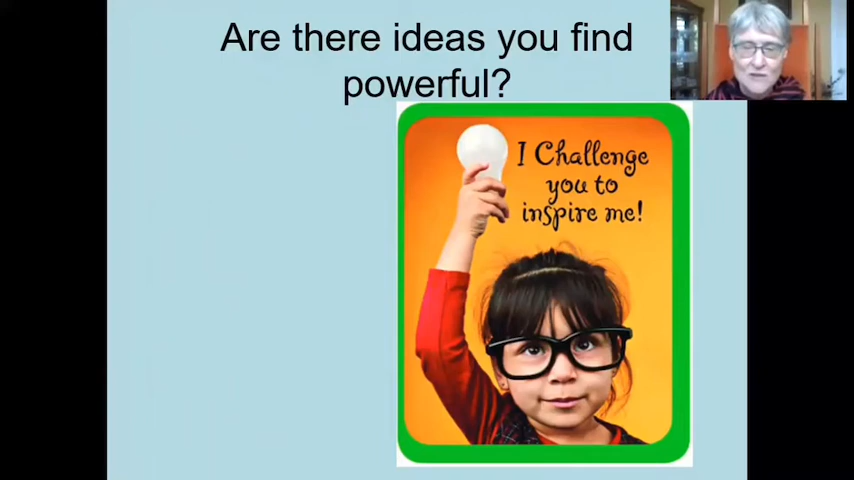 Are there ideas you find
powerful?
I Challenge
you to
inspire me!